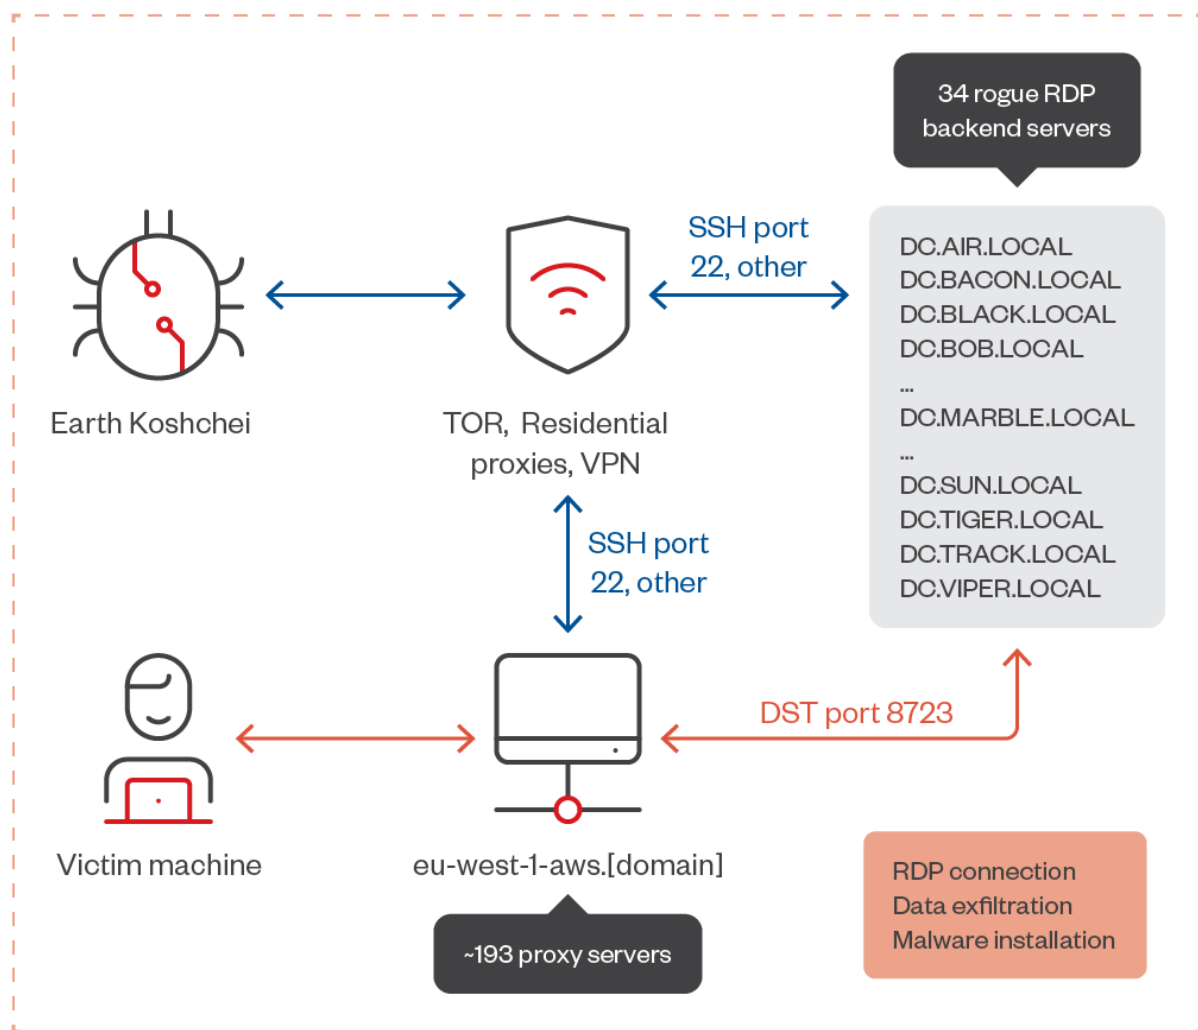 34 rogue RDP
backend servers
SSH port
22, other
DC.AIR.LOCAL
DC.BACON.LOCAL
DC.BLACK.LOCAL
DC.BOB.LOCAL
...
DC.MARBLE.LOCAL
...
DC.SUN.LOCAL
DC.TIGER.LOCAL
DC.TRACK.LOCAL
DC.VIPER.LOCAL
Earth Koshchei
TOR, Residential
proxies, VPN
SSH port
22, other
DST port 8723
Victim machine
eu-west-1-aws.[domain]
~193 proxy servers
RDP connection
Data exfiltration
Malware installation